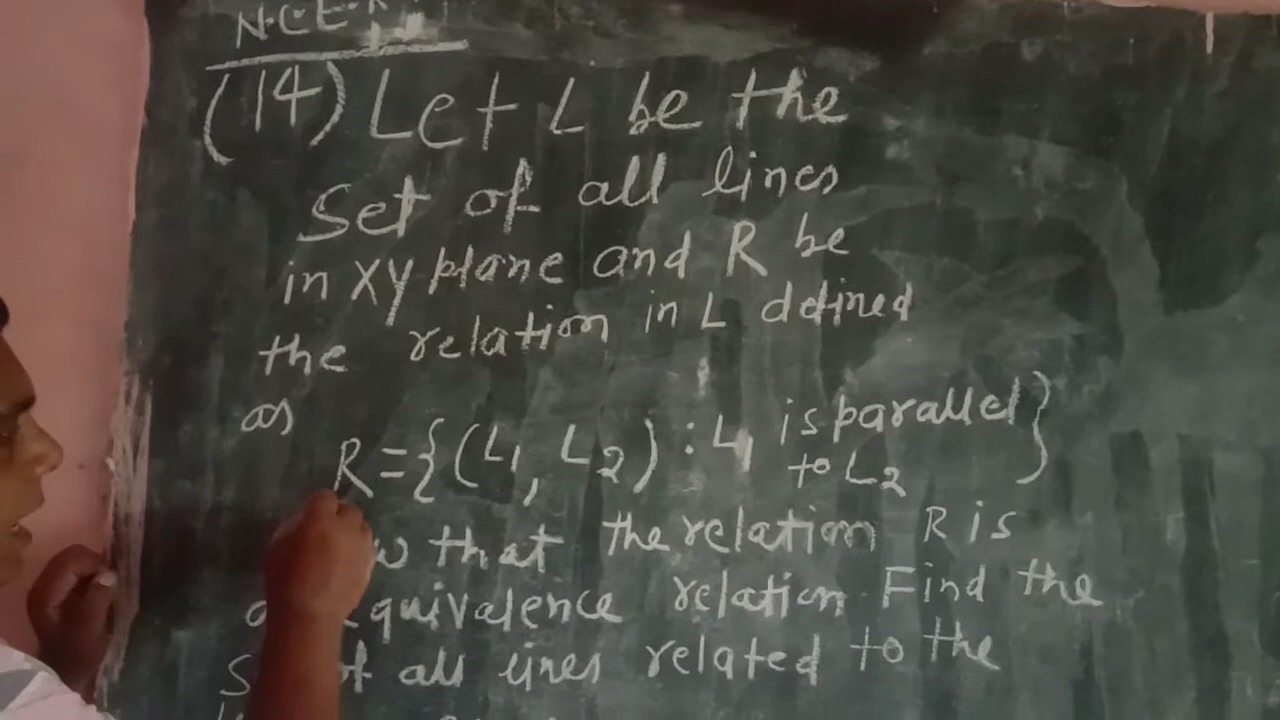 N.C.E.R
(14) Let L be the
Set of all lines
in XY plane and R be
the relation in L defined
as
R = {(L1, L2) : L1 is parallel
to L2}
that the relation R is
quivalence relation Find the
of all lines related to the